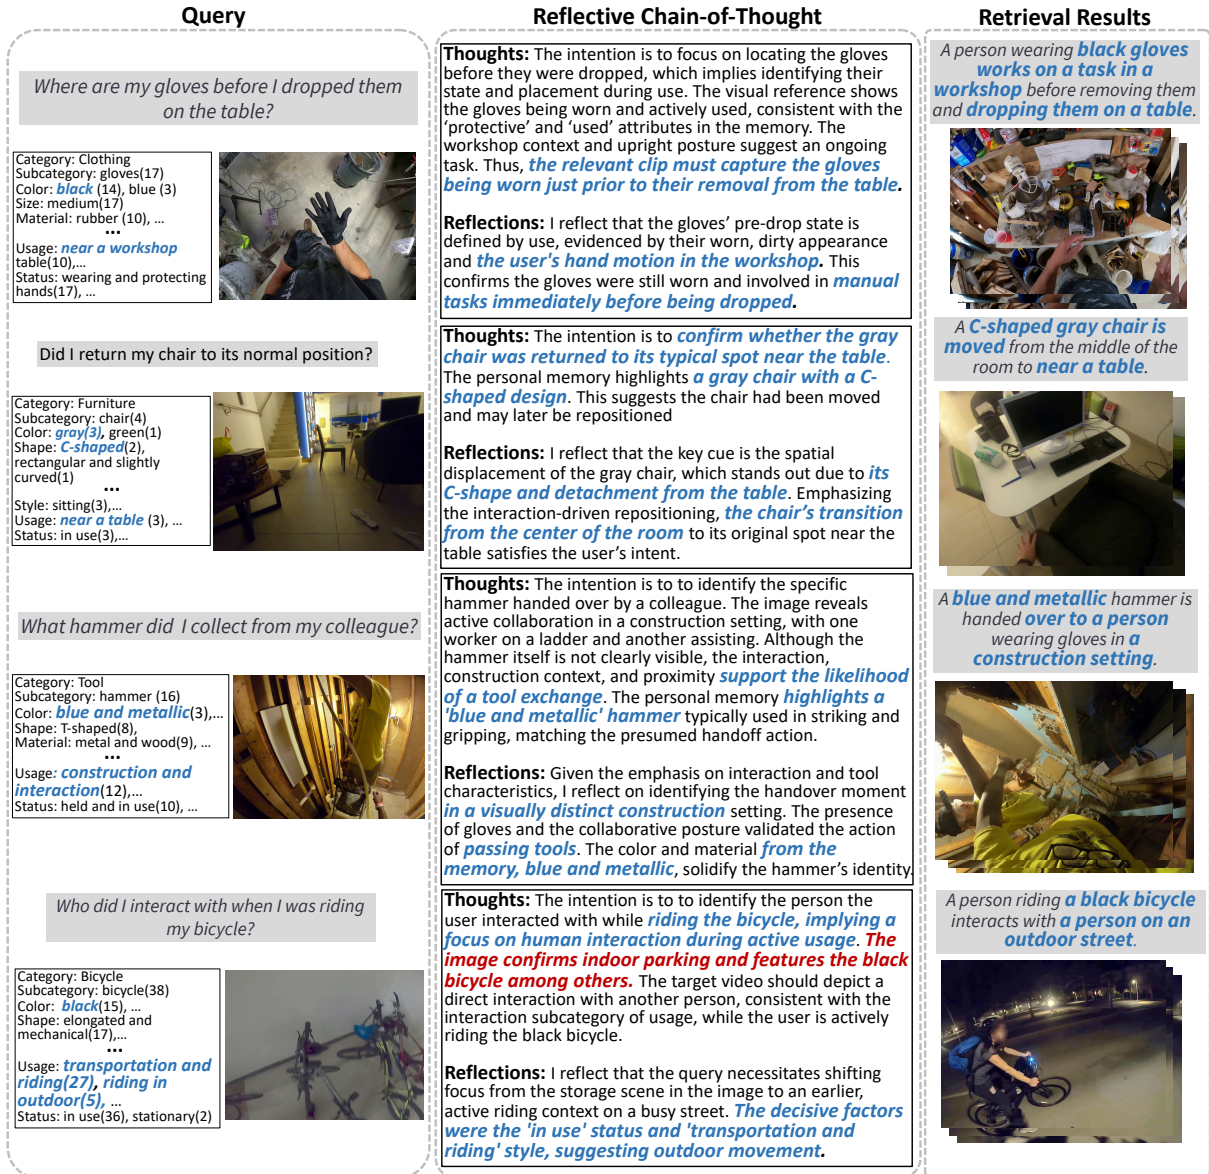 Query
Reflective Chain-of-Thought
Retrieval Results
Where are my gloves before I dropped them
on the table?
Category: Clothing
Subcategory: gloves(17)
Color: black (14), blue (3)
Size: medium(17)
Material: rubber (10), ...
...
Usage: near a workshop
table(10),...
Status: wearing and protecting
hands(17), ...
Thoughts: The intention is to focus on locating the gloves
before they were dropped, which implies identifying their
state and placement during use. The visual reference shows
the gloves being worn and actively used, consistent with the
‘protective’ and ‘used’ attributes in the memory. The
workshop context and upright posture suggest an ongoing
task. Thus, the relevant clip must capture the gloves
being worn just prior to their removal from the table.
Reflections: I reflect that the gloves’ pre-drop state is
defined by use, evidenced by their worn, dirty appearance
and the user's hand motion in the workshop. This
confirms the gloves were still worn and involved in manual
tasks immediately before being dropped.
A person wearing black gloves
works on a task in a
workshop before removing them
and dropping them on a table.
Did I return my chair to its normal position?
Category: Furniture
Subcategory: chair(4)
Color: gray(3), green(1)
Shape: C-shaped(2),
rectangular and slightly
curved(1)
...
Style: sitting(3),...
Usage: near a table (3), ...
Status: in use(3),...
Thoughts: The intention is to confirm whether the gray
chair was returned to its typical spot near the table.
The personal memory highlights a gray chair with a C-
shaped design. This suggests the chair had been moved
and may later be repositioned
Reflections: I reflect that the key cue is the spatial
displacement of the gray chair, which stands out due to its
C-shape and detachment from the table. Emphasizing
the interaction-driven repositioning, the chair’s transition
from the center of the room to its original spot near the
table satisfies the user’s intent.
A C-shaped gray chair is
moved from the middle of the
room to near a table.
What hammer did I collect from my colleague?
Category: Tool
Subcategory: hammer (16)
Color: blue and metallic(3),...
Shape: T-shaped(8),
Material: metal and wood(9), ...
...
Usage: construction and
interaction(12),...
Status: held and in use(10), ...
Thoughts: The intention is to to identify the specific
hammer handed over by a colleague. The image reveals
active collaboration in a construction setting, with one
worker on a ladder and another assisting. Although the
hammer itself is not clearly visible, the interaction,
construction context, and proximity support the likelihood
of a tool exchange. The personal memory highlights a
'blue and metallic' hammer typically used in striking and
gripping, matching the presumed handoff action.
Reflections: Given the emphasis on interaction and tool
characteristics, I reflect on identifying the handover moment
in a visually distinct construction setting. The presence
of gloves and the collaborative posture validated the action
of passing tools. The color and material from the
memory, blue and metallic, solidify the hammer’s identity.
A blue and metallic hammer is
handed over to a person
wearing gloves in a
construction setting.
Who did I interact with when I was riding
my bicycle?
Category: Bicycle
Subcategory: bicycle(38)
Color: black(15), ...
Shape: elongated and
mechanical(17),...
...
Usage: transportation and
riding(27), riding in
outdoor(5), ...
Status: in use(36), stationary(2)
Thoughts: The intention is to to identify the person the
user interacted with while riding the bicycle, implying a
focus on human interaction during active usage. The
image confirms indoor parking and features the black
bicycle among others. The target video should depict a
direct interaction with another person, consistent with the
interaction subcategory of usage, while the user is actively
riding the black bicycle.
Reflections: I reflect that the query necessitates shifting
focus from the storage scene in the image to an earlier,
active riding context on a busy street. The decisive factors
were the 'in use' status and 'transportation and
riding' style, suggesting outdoor movement.
A person riding a black bicycle
interacts with a person on an
outdoor street.